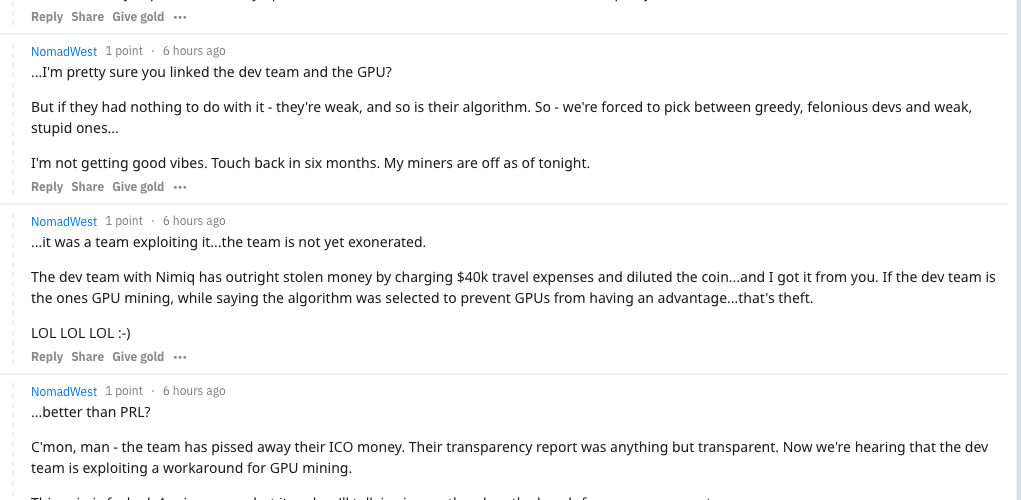 Reply Share Give gold ...
NomadWest 1 point · 6 hours ago
...I'm pretty sure you linked the dev team and the GPU?
But if they had nothing to do with it - they're weak, and so is their algorithm. So - we're forced to pick between greedy, felonious devs and weak,
stupid ones...
I'm not getting good vibes. Touch back in six months. My miners are off as of tonight.
Reply Share Give gold ...
NomadWest 1 point · 6 hours ago
...it was a team exploiting it...the team is not yet exonerated.
The dev team with Nimiq has outright stolen money by charging $40k travel expenses and diluted the coin...and I got it from you. If the dev team is
the ones GPU mining, while saying the algorithm was selected to prevent GPUs from having an advantage...that's theft.
LOL LOL LOL :-)
Reply Share Give gold ...
NomadWest 1 point · 6 hours ago
...better than PRL?
C'mon, man - the team has pissed away their ICO money. Their transparency report was anything but transparent. Now we're hearing that the dev
team is exploiting a workaround for GPU mining.